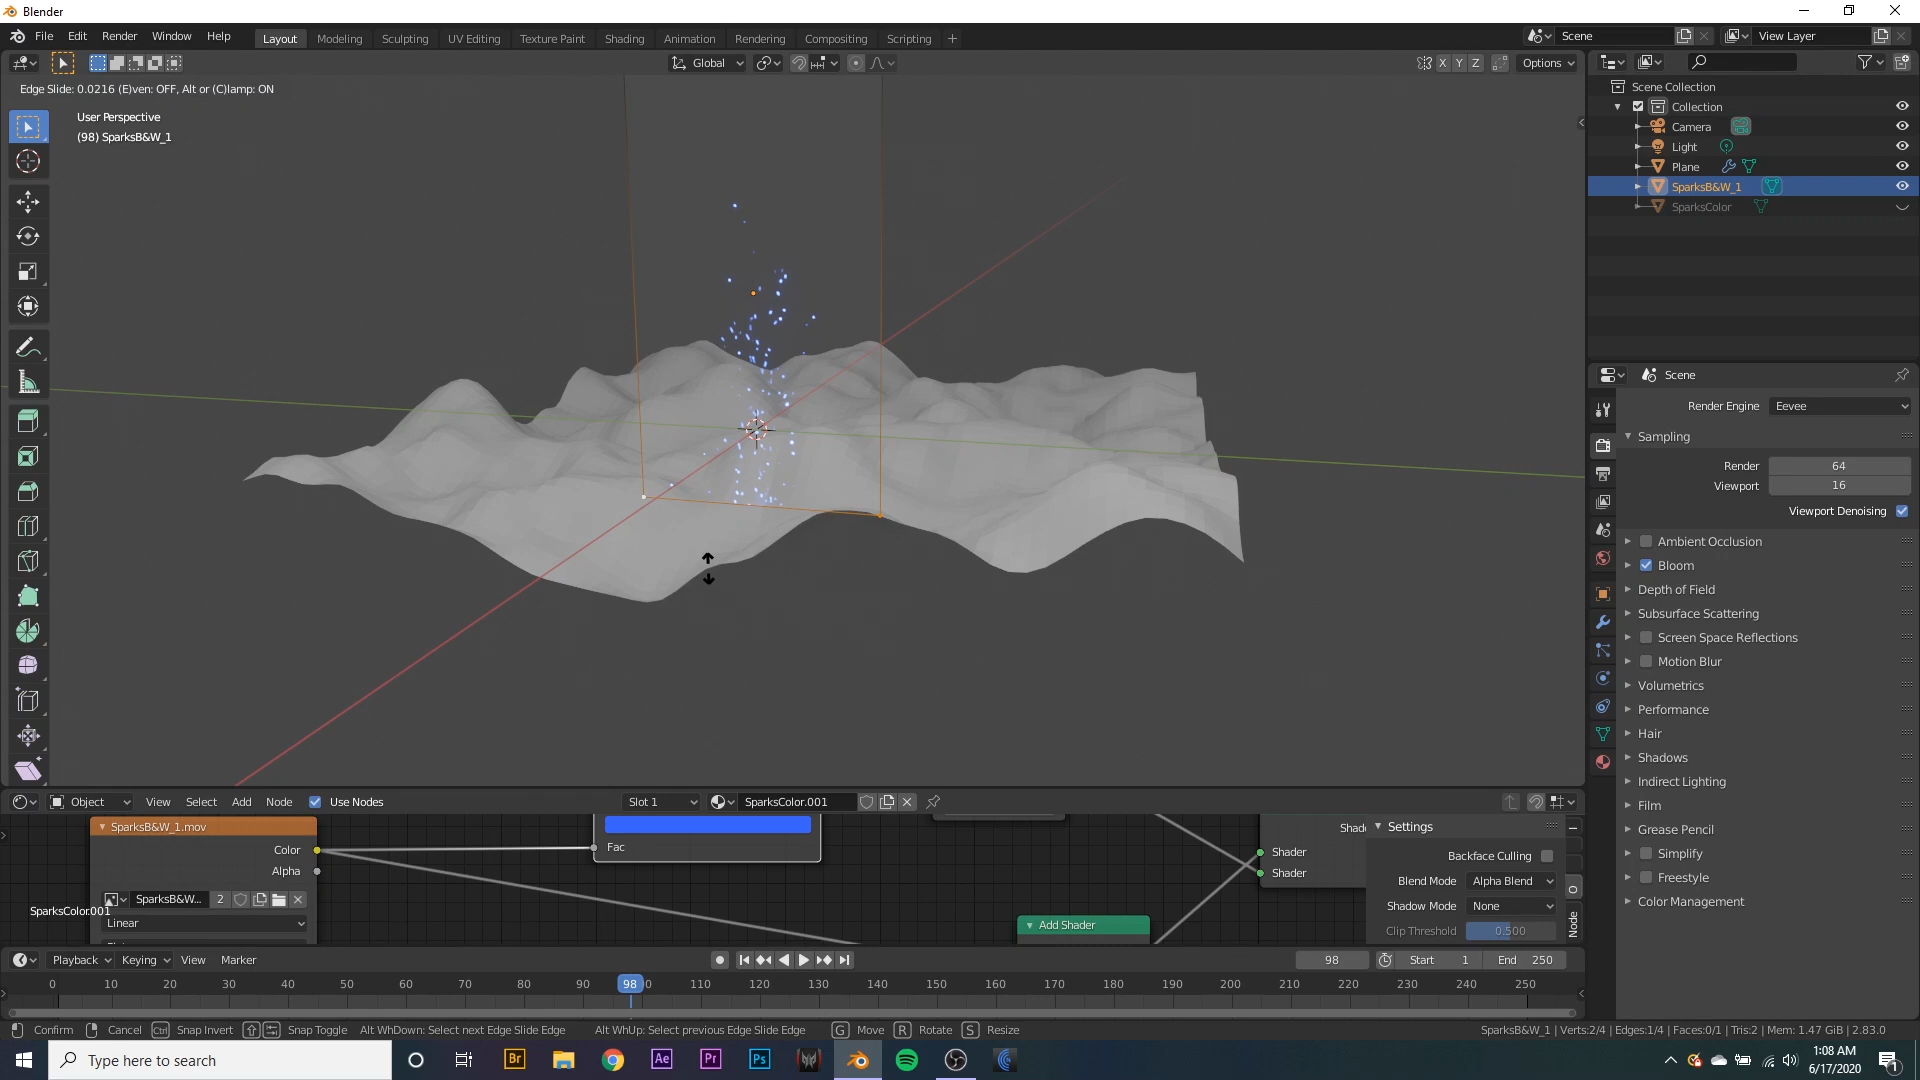 Blender
File Edit Render Window Help
Layout Modeling Sculpting UV Editing Texture Paint Shading Animation Rendering Compositing Scripting +
Scene View Layer
Global X Y Z Options
Edge Slide: 0.0216 (E)ven: OFF, Alt or (C)lamp: ON
User Perspective
(98) SparksB&W_1
Scene Collection
Collection
Camera
Light
Plane
SparksB&W_1
SparksColor
Scene
Render Engine Eevee
Sampling
Render 64
Viewport 16
Viewport Denoising
Ambient Occlusion
Bloom
Depth of Field
Subsurface Scattering
Screen Space Reflections
Motion Blur
Volumetrics
Performance
Hair
Shadows
Indirect Lighting
Film
Grease Pencil
Simplify
Freestyle
Color Management
Object View Select Add Node Use Nodes Slot 1 SparksColor.001
SparksB&W_1.mov
Color
Alpha
SparksB&W... 2
SparksColor.001
Linear
Fac
Add Shader
Shade
Shader
Shader
Settings
Backface Culling
Blend Mode Alpha Blend
Shadow Mode None
Clip Threshold 0.500
Node
Playback Keying View Marker 98 Start 1 End 250
0 10 20 30 40 50 60 70 80 90 98 110 120 130 140 150 160 170 180 190 200 210 220 230 240 250
Confirm Cancel Ctrl Snap Invert Snap Toggle Alt WhDown: Select next Edge Slide Edge Alt WhUp: Select previous Edge Slide Edge G Move R Rotate S Resize
SparksB&W_1 | Verts:2/4 | Edges:1/4 | Faces:0/1 | Tris:2 | Mem: 1.47 GiB | 2.83.0
Type here to search
Br Ae Pr Ps
1:08 AM
6/17/2020
1